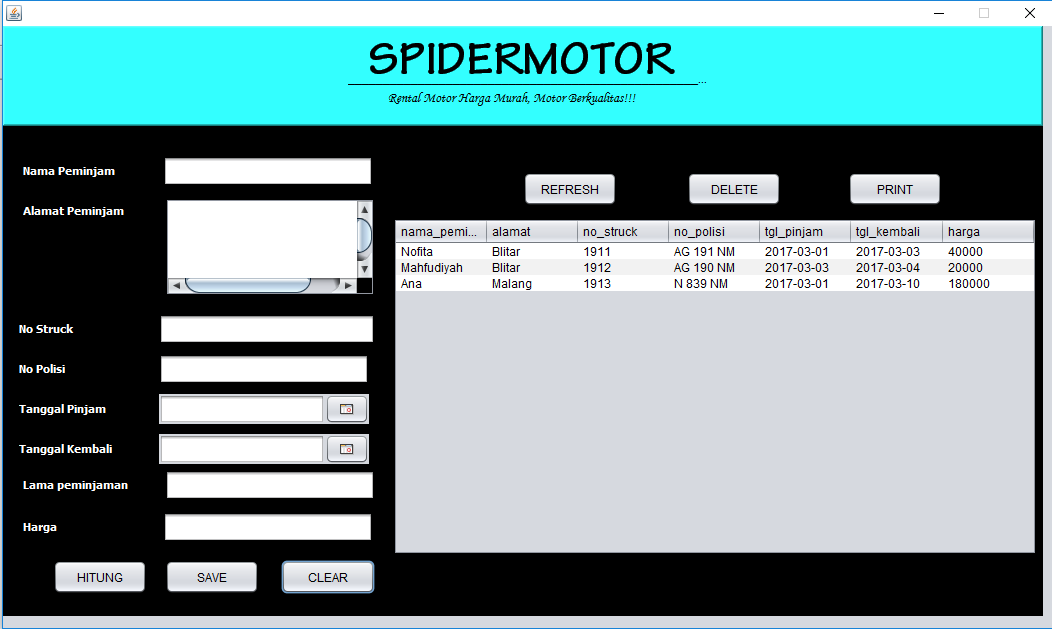 SPIDERMOTOR
...
Rental Motor Harga Murah, Motor Berkualitas!!!
Nama Peminjam
Alamat Peminjam
No Struck
No Polisi
Tanggal Pinjam
Tanggal Kembali
Lama peminjaman
Harga
HITUNG SAVE CLEAR
REFRESH DELETE PRINT
nama_pemi... alamat no_struck no_polisi tgl_pinjam tgl_kembali harga
Nofita Blitar 1911 AG 191 NM 2017-03-01 2017-03-03 40000
Mahfudiyah Blitar 1912 AG 190 NM 2017-03-03 2017-03-04 20000
Ana Malang 1913 N 839 NM 2017-03-01 2017-03-10 180000